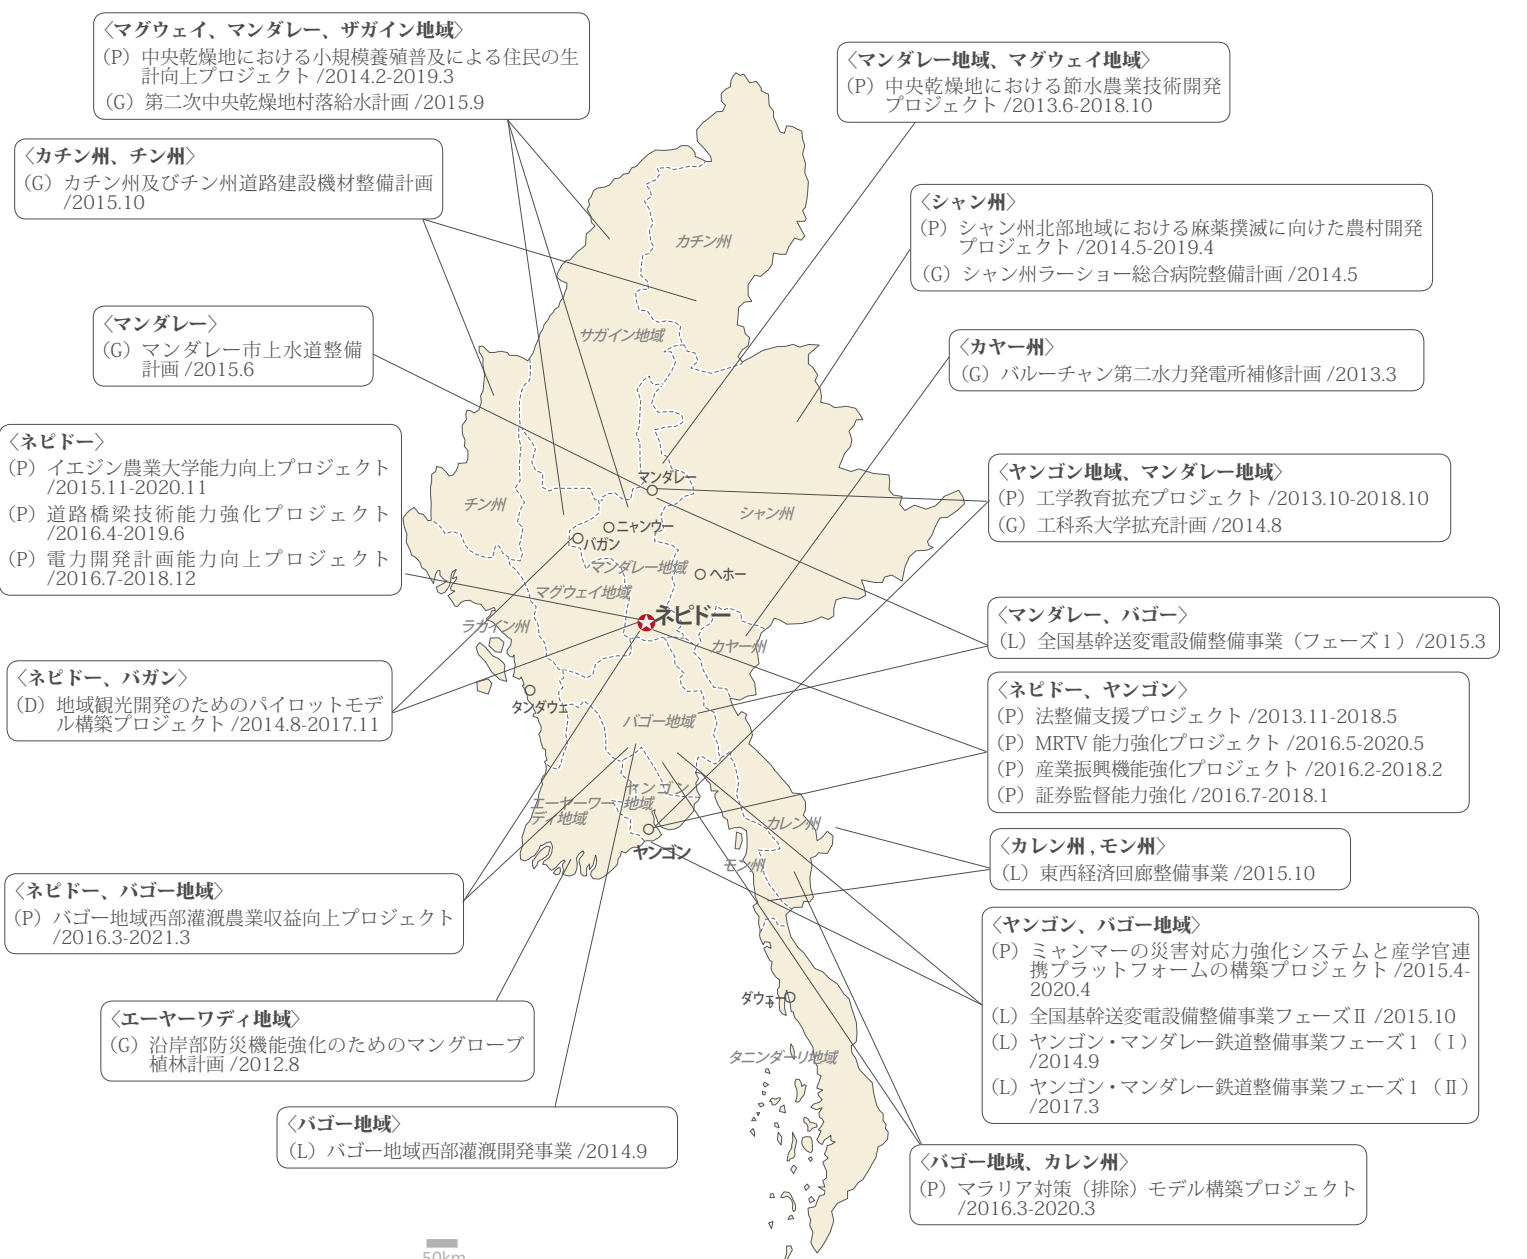 〈マグウェイ、マンダレー、ザガイン地域〉
(P) 中央乾燥地における小規模養殖普及による住民の生
計向上プロジェクト /2014.2-2019.3
(G) 第二次中央乾燥地村落給水計画 /2015.9
〈マンダレー地域、マグウェイ地域〉
(P) 中央乾燥地における節水農業技術開発
プロジェクト /2013.6-2018.10
〈カチン州、チン州〉
(G) カチン州及びチン州道路建設機材整備計画
/2015.10
〈シャン州〉
(P) シャン州北部地域における麻薬撲滅に向けた農村開発
プロジェクト /2014.5-2019.4
(G) シャン州ラーショー総合病院整備計画 /2014.5
〈マンダレー〉
(G) マンダレー市上水道整備
計画 /2015.6
〈カヤー州〉
(G) バルーチャン第二水力発電所補修計画 /2013.3
〈ネピドー〉
(P) イエジン農業大学能力向上プロジェクト
/2015.11-2020.11
(P) 道路橋梁技術能力強化プロジェクト
/2016.4-2019.6
(P) 電力開発計画能力向上プロジェクト
/2016.7-2018.12
〈ヤンゴン地域、マンダレー地域〉
(P) 工学教育拡充プロジェクト /2013.10-2018.10
(G) 工科系大学拡充計画 /2014.8
〈マンダレー、バゴー〉
(L) 全国基幹送変電設備整備事業（フェーズ 1 ）/2015.3
〈ネピドー、バガン〉
(D) 地域観光開発のためのパイロットモデ
ル構築プロジェクト /2014.8-2017.11
〈ネピドー、ヤンゴン〉
(P) 法整備支援プロジェクト /2013.11-2018.5
(P) MRTV 能力強化プロジェクト /2016.5-2020.5
(P) 産業振興機能強化プロジェクト /2016.2-2018.2
(P) 証券監督能力強化 /2016.7-2018.1
〈カレン州 , モン州〉
(L) 東西経済回廊整備事業 /2015.10
〈ネピドー、バゴー地域〉
(P) バゴー地域西部灌漑農業収益向上プロジェクト
/2016.3-2021.3
〈ヤンゴン、バゴー地域〉
(P) ミャンマーの災害対応力強化システムと産学官連
携プラットフォームの構築プロジェクト /2015.4-
2020.4
(L) 全国基幹送変電設備整備事業フェーズⅡ /2015.10
(L) ヤンゴン・マンダレー鉄道整備事業フェーズ 1 （Ⅰ）
/2014.9
(L) ヤンゴン・マンダレー鉄道整備事業フェーズ 1 （Ⅱ）
/2017.3
〈エーヤーワディ地域〉
(G) 沿岸部防災機能強化のためのマングローブ
植林計画 /2012.8
〈バゴー地域〉
(L) バゴー地域西部灌漑開発事業 /2014.9
〈バゴー地域、カレン州〉
(P) マラリア対策（排除）モデル構築プロジェクト
/2016.3-2020.3
カチン州
サガイン地域
マンダレー
チン州
シャン州
ニャンウー
バガン
マンダレー地域
ヘホー
マグウェイ地域
ネピドー
ラカイン州
カヤー州
タンダウェ
バゴー地域
ヤンゴン
地域
エーヤーワ
ディ地域
カレン州
ヤンゴン
モン州
ダウェー
タニンダーリ地域
50km